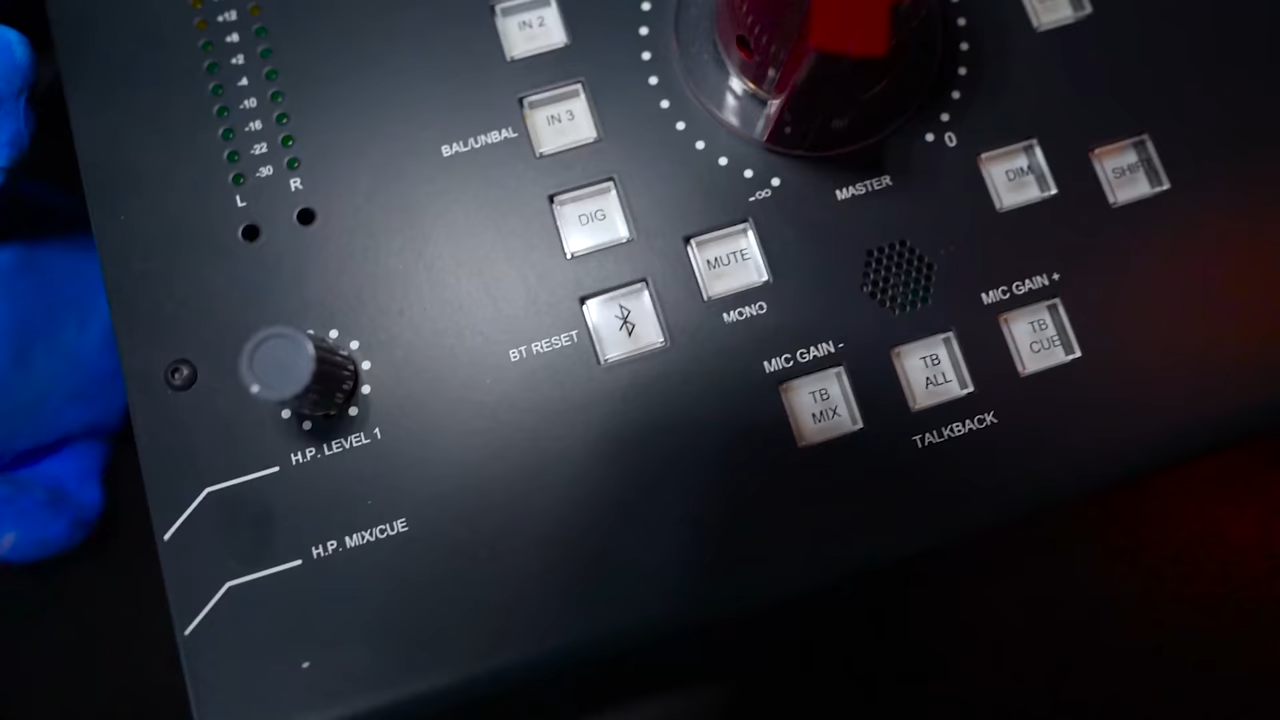 +12
+8
+2
-4
-10
-16
-22
-30
L
R
IN 2
IN 3
BAL/UNBAL
DIG
BT RESET
MUTE
MONO
-∞
0
MASTER
DIM
SHIFT
MIC GAIN +
TB
CUE
MIC GAIN -
TB
ALL
TB
MIX
TALKBACK
H.P. LEVEL 1
H.P. MIX/CUE